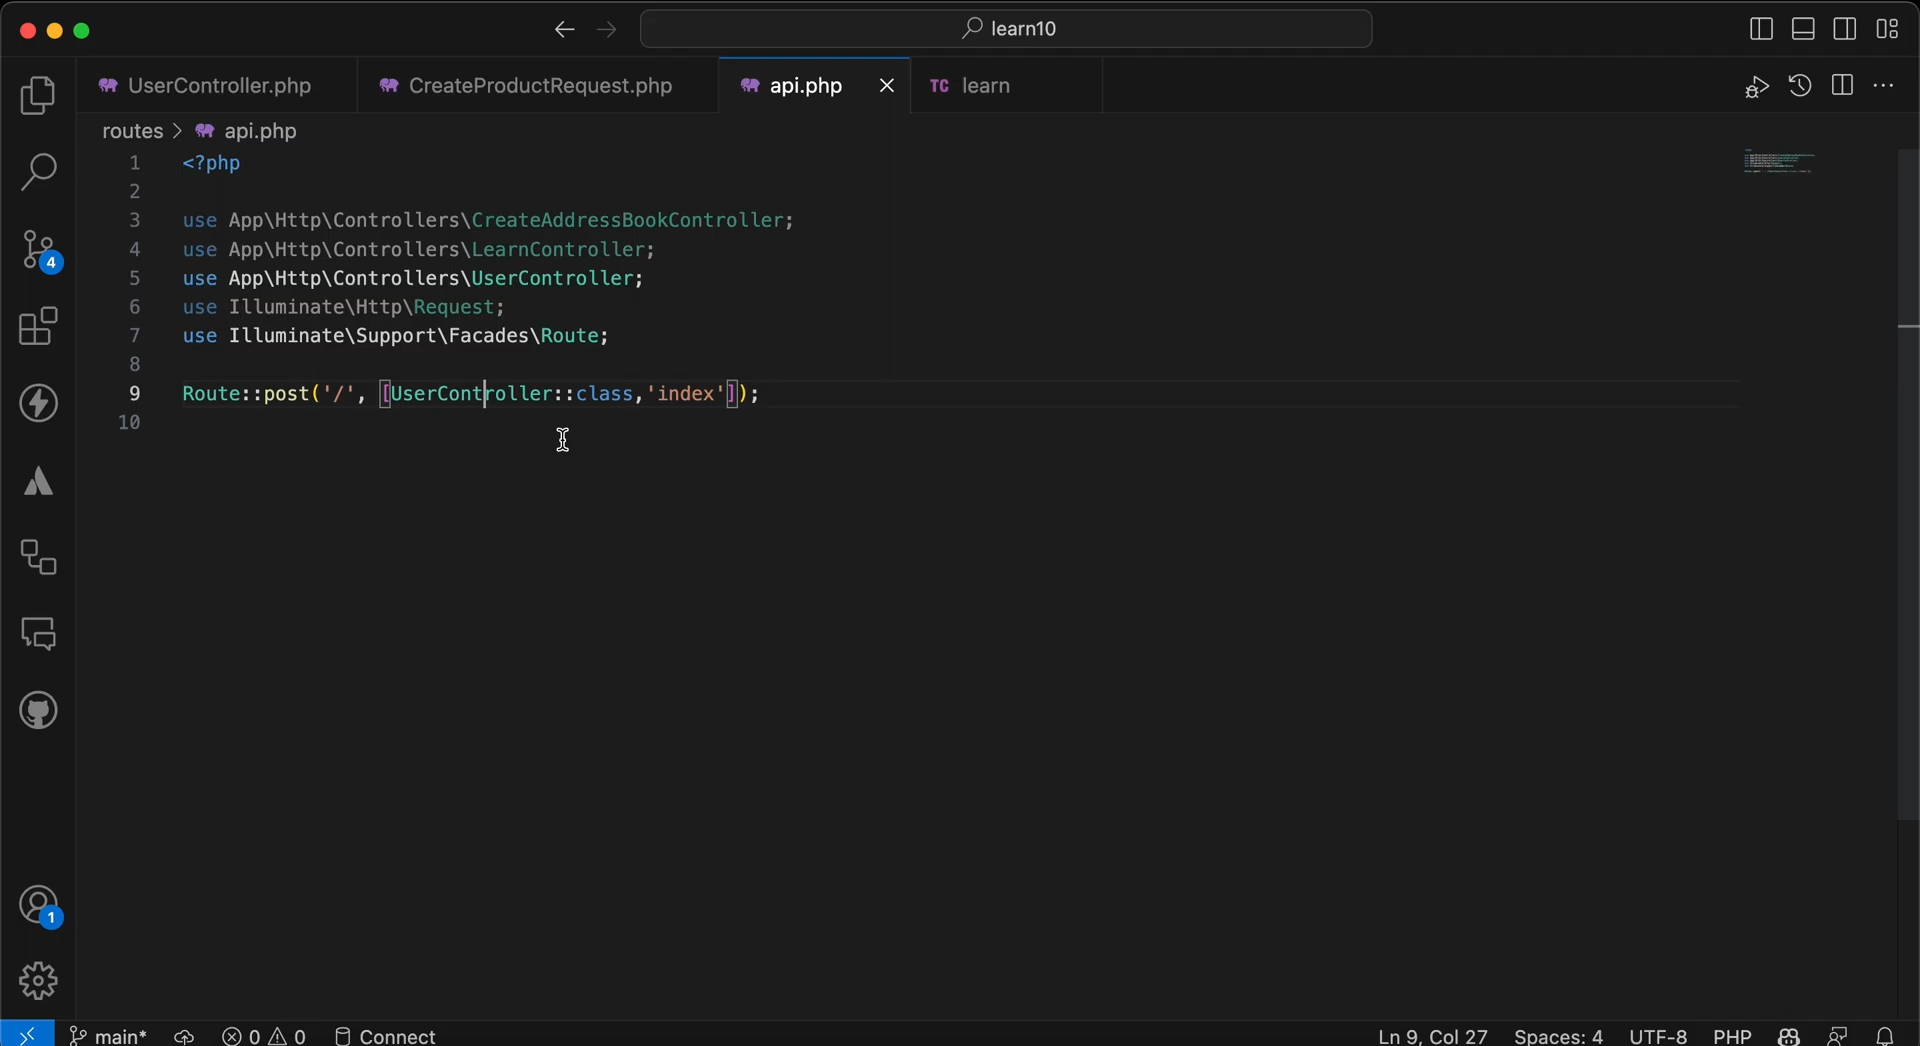 learn10
UserController.php
CreateProductRequest.php
api.php
TC learn
routes > api.php
1 <?php
2
3 use App\Http\Controllers\CreateAddressBookController;
4 use App\Http\Controllers\LearnController;
5 use App\Http\Controllers\UserController;
6 use Illuminate\Http\Request;
7 use Illuminate\Support\Facades\Route;
8
9 Route::post('/', [UserController::class,'index']);
10
4
1
main* 0 0 Connect Ln 9, Col 27 Spaces: 4 UTF-8 PHP